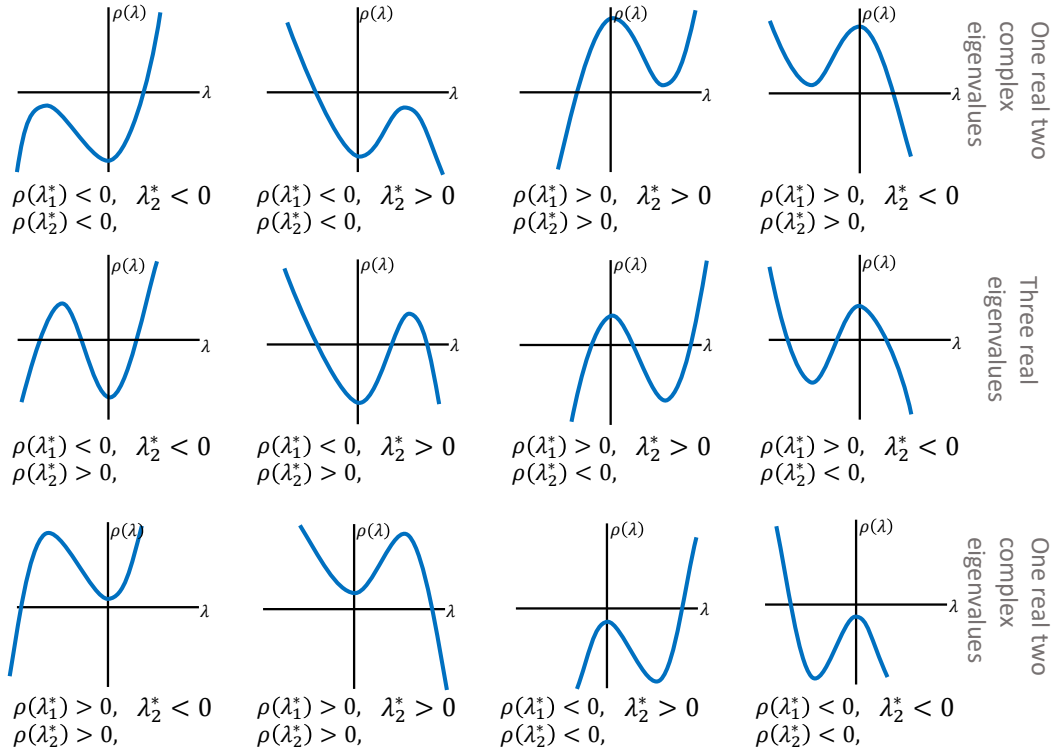 ρ(λ)
λ
ρ(λ)
λ
ρ(λ)
λ
ρ(λ)
λ
One real two
complex
eigenvalues
ρ(λ₁*) < 0, λ₂* < 0
ρ(λ₂*) < 0,
ρ(λ₁*) < 0, λ₂* > 0
ρ(λ₂*) < 0,
ρ(λ₁*) > 0, λ₂* > 0
ρ(λ₂*) > 0,
ρ(λ₁*) > 0, λ₂* < 0
ρ(λ₂*) > 0,
ρ(λ)
λ
ρ(λ)
λ
ρ(λ)
λ
ρ(λ)
λ
Three real
eigenvalues
ρ(λ₁*) < 0, λ₂* < 0
ρ(λ₂*) > 0,
ρ(λ₁*) < 0, λ₂* > 0
ρ(λ₂*) > 0,
ρ(λ₁*) > 0, λ₂* > 0
ρ(λ₂*) < 0,
ρ(λ₁*) > 0, λ₂* < 0
ρ(λ₂*) < 0,
ρ(λ)
λ
ρ(λ)
λ
ρ(λ)
λ
ρ(λ)
λ
One real two
complex
eigenvalues
ρ(λ₁*) > 0, λ₂* < 0
ρ(λ₂*) > 0,
ρ(λ₁*) > 0, λ₂* > 0
ρ(λ₂*) > 0,
ρ(λ₁*) < 0, λ₂* > 0
ρ(λ₂*) < 0,
ρ(λ₁*) < 0, λ₂* < 0
ρ(λ₂*) < 0,